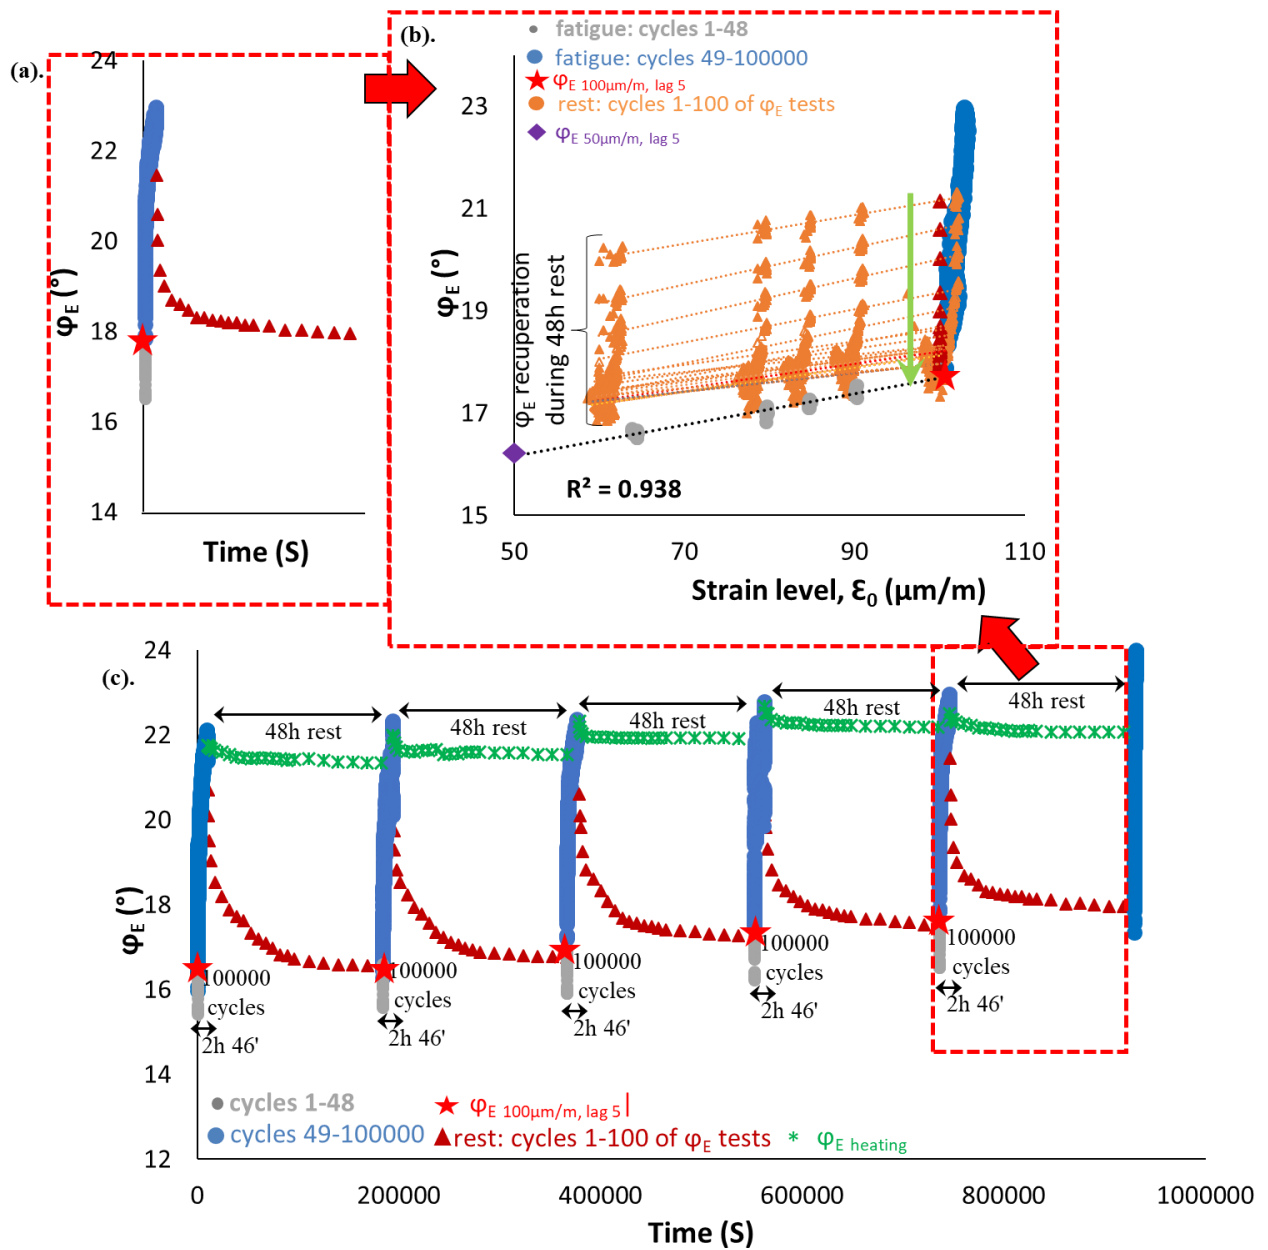 (a).
24
22
20
18
16
14
φE (°)
Time (S)
(b).
fatigue: cycles 1-48
fatigue: cycles 49-100000
φE 100µm/m, lag 5
rest: cycles 1-100 of φE tests
φE 50µm/m, lag 5
23
21
19
17
15
φE (°)
φE recuperation
during 48h rest
R² = 0.938
50
70
90
110
Strain level, Ɛ0 (µm/m)
(c).
24
22
20
18
16
14
12
φE (°)
48h rest
48h rest
48h rest
48h rest
48h rest
100000
cycles
2h 46'
100000
cycles
2h 46'
100000
cycles
2h 46'
100000
cycles
2h 46'
100000
cycles
2h 46'
cycles 1-48
φE 100µm/m, lag 5|
cycles 49-100000
rest: cycles 1-100 of φE tests
* φE heating
0
200000
400000
600000
800000
1000000
Time (S)